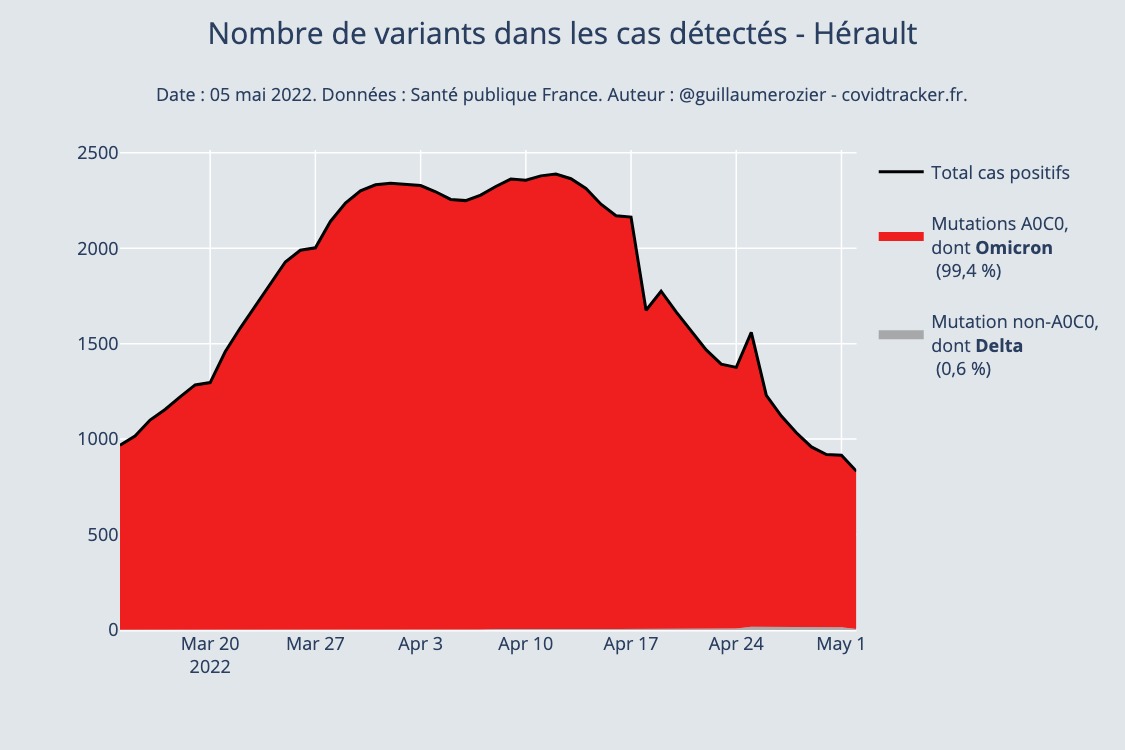 Nombre de variants dans les cas détectés - Hérault
Date : 05 mai 2022. Données : Santé publique France. Auteur : @guillaumerozier - covidtracker.fr.
2500
2000
1500
1000
500
0
Mar 20
2022
Mar 27
Apr 3
Apr 10
Apr 17
Apr 24
May 1
Total cas positifs
Mutations A0C0,
dont Omicron
(99,4 %)
Mutation non-A0C0,
dont Delta
(0,6 %)